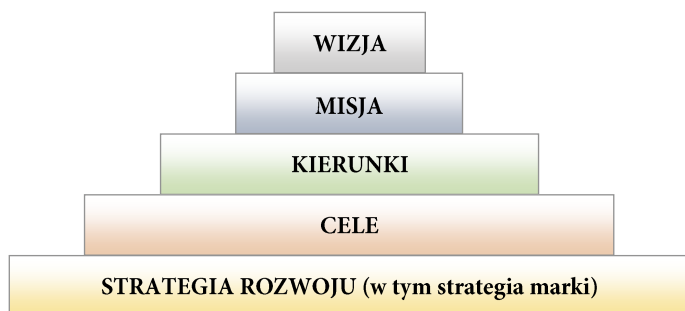 WIZJA
MISJA
KIERUNKI
CELE
STRATEGIA ROZWOJU (w tym strategia marki)